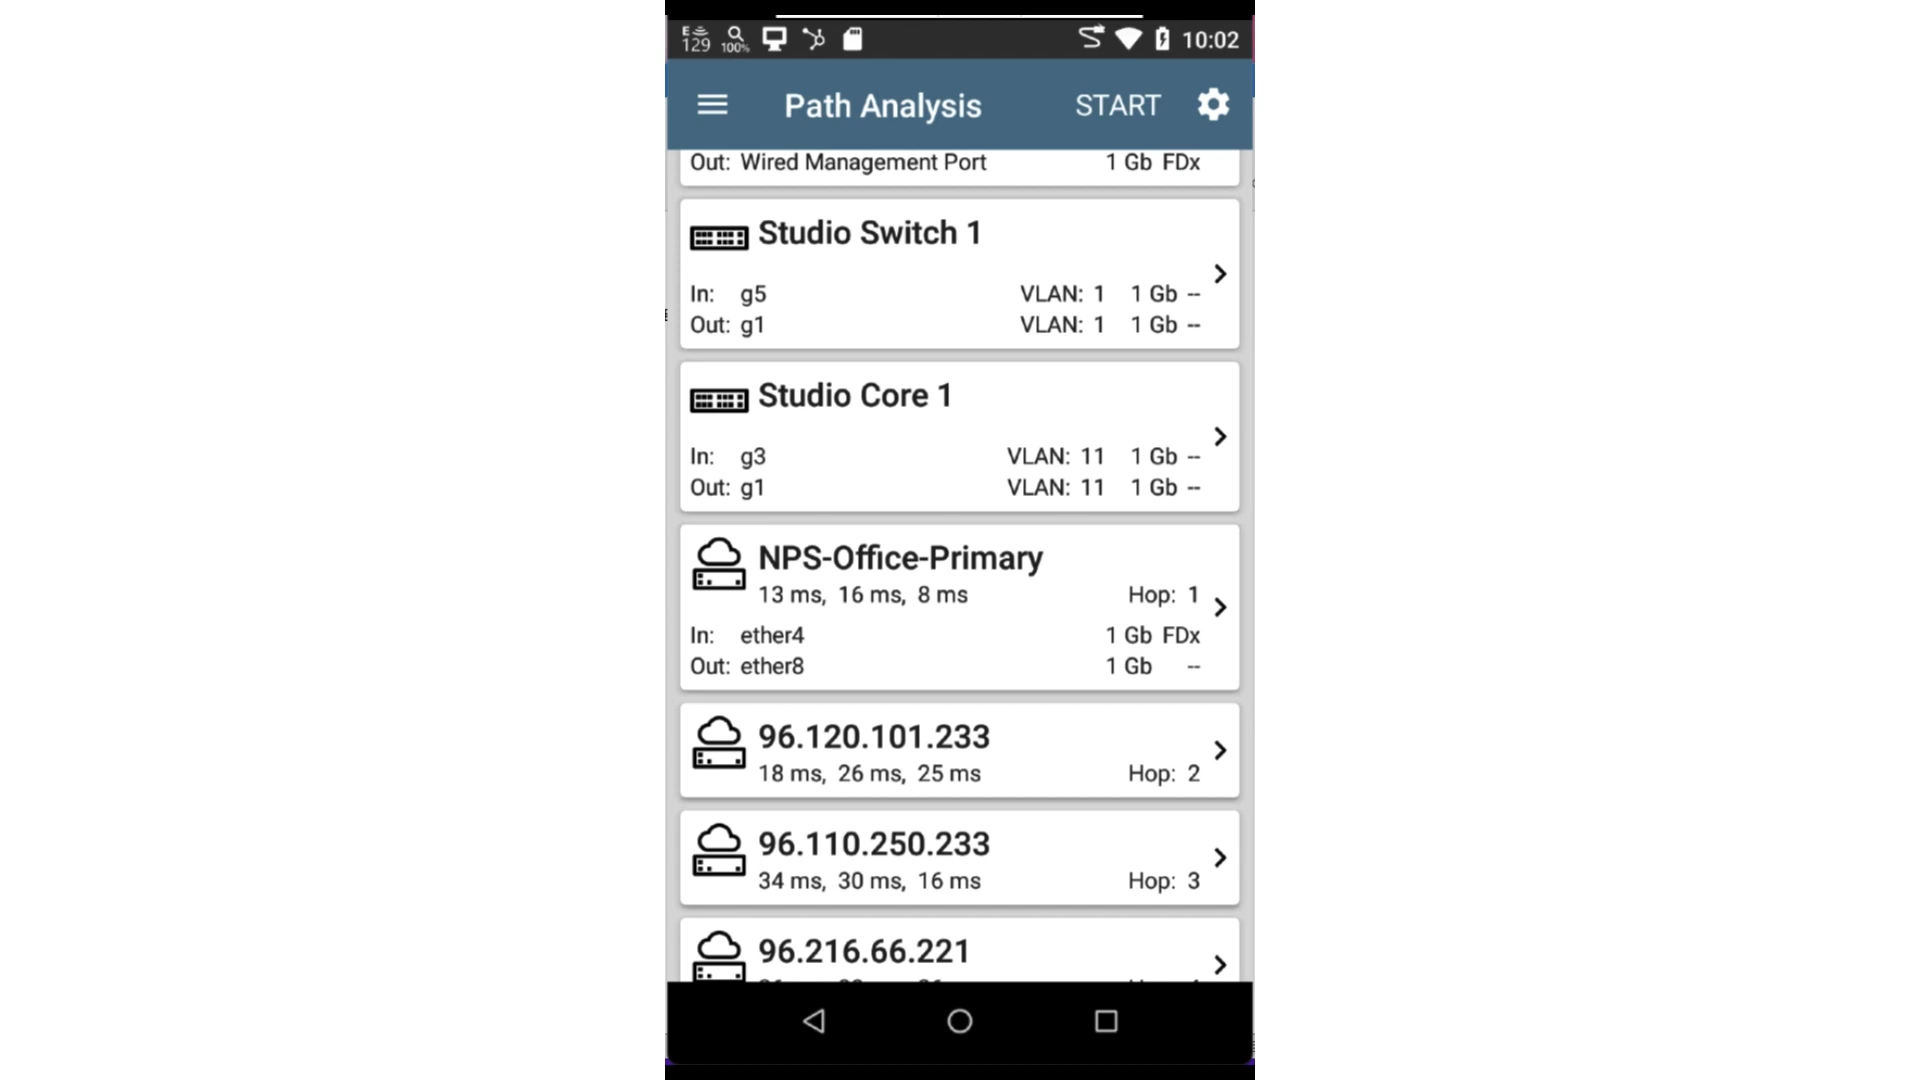 E
129
100%
10:02
Path Analysis START
Out: Wired Management Port 1 Gb FDx
Studio Switch 1
In: g5 VLAN: 1 1 Gb --
Out: g1 VLAN: 1 1 Gb --
Studio Core 1
In: g3 VLAN: 11 1 Gb --
Out: g1 VLAN: 11 1 Gb --
NPS-Office-Primary
13 ms, 16 ms, 8 ms Hop: 1
In: ether4 1 Gb FDx
Out: ether8 1 Gb --
96.120.101.233
18 ms, 26 ms, 25 ms Hop: 2
96.110.250.233
34 ms, 30 ms, 16 ms Hop: 3
96.216.66.221